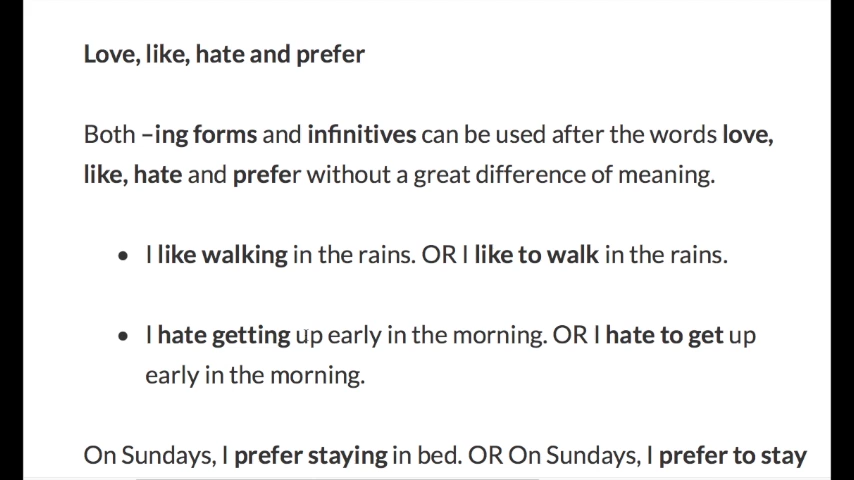 Love, like, hate and prefer
Both –ing forms and infinitives can be used after the words love,
like, hate and prefer without a great difference of meaning.
• I like walking in the rains. OR I like to walk in the rains.
• I hate getting up early in the morning. OR I hate to get up
early in the morning.
On Sundays, I prefer staying in bed. OR On Sundays, I prefer to stay